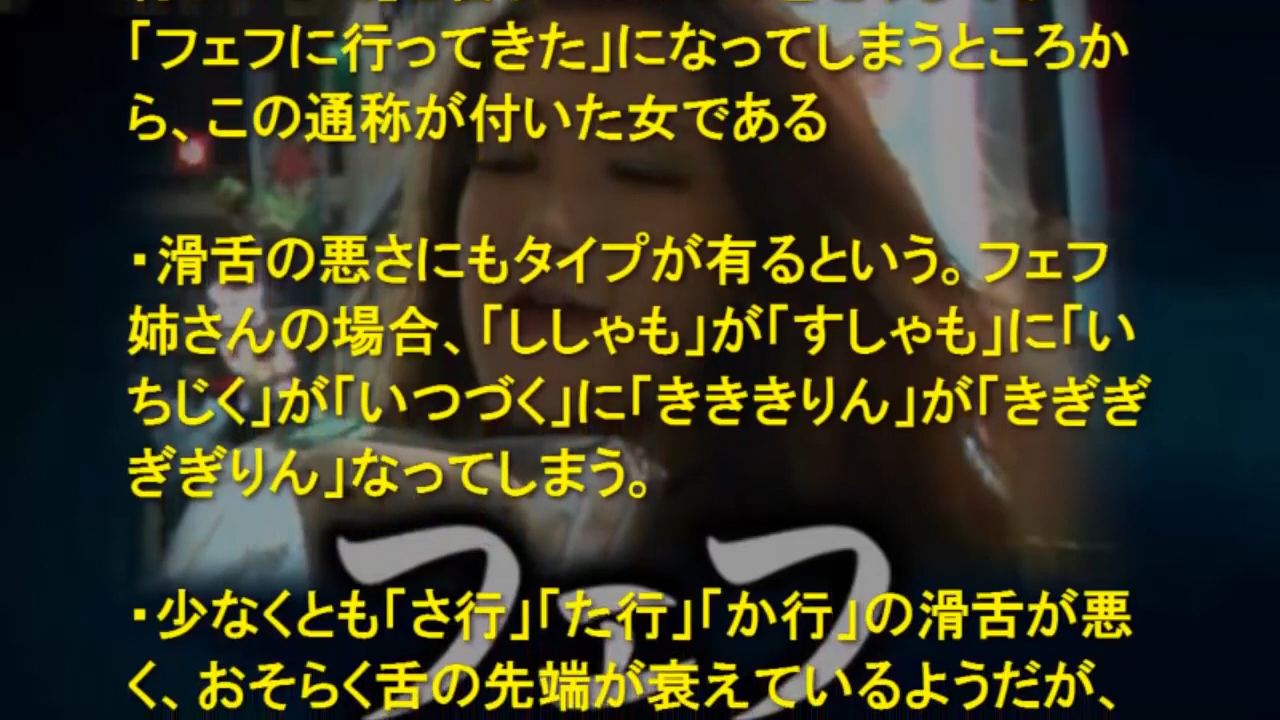 「フェフに行ってきた」になってしまうところか
ら、この通称が付いた女である
・滑舌の悪さにもタイプが有るという。フェフ
姉さんの場合、「ししゃも」が「すしゃも」に「い
ちじく」が「いつづく」に「きききりん」が「きぎぎ
ぎぎりん」なってしまう。
・少なくとも「さ行」「た行」「か行」の滑舌が悪
く、おそらく舌の先端が衰えているようだが、
フェフ